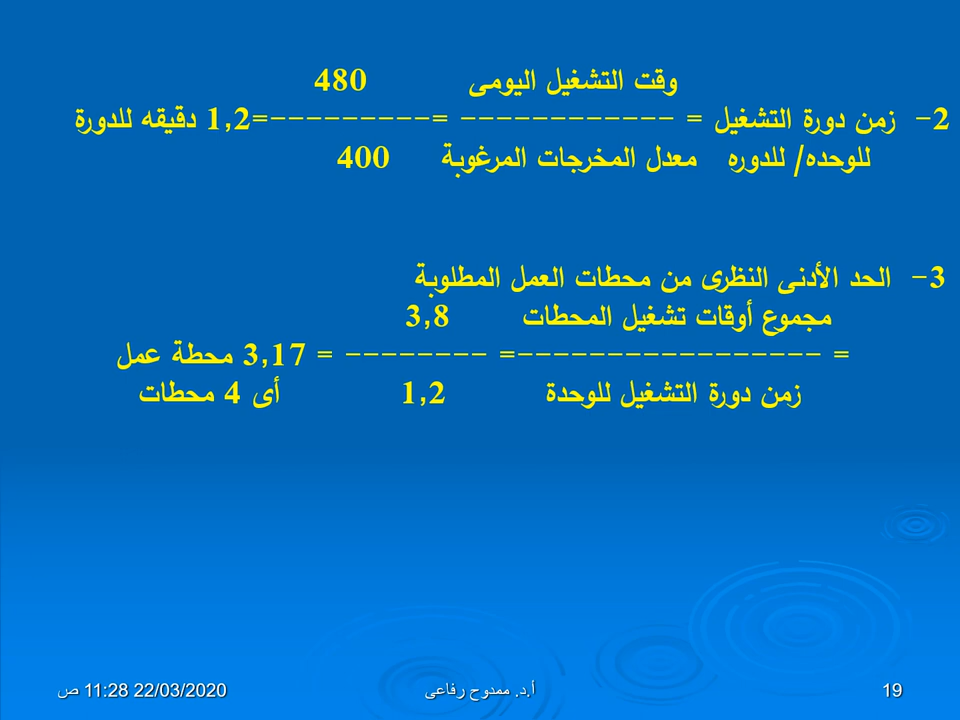 وقت التشغيل اليومى 480
2- زمن دورة التشغيل = ------------ =---------=1,2 دقيقه للدورة
للوحده/ للدوره معدل المخرجات المرغوبة 400
3- الحد الأدنى النظرى من محطات العمل المطلوبة
مجموع أوقات تشغيل المحطات 3,8
= -----------------= -------- = 3,17 محطة عمل
زمن دورة التشغيل للوحدة 1,2 أى 4 محطات
22/03/2020 11:28 ص
أ.د. ممدوح رفاعى
19